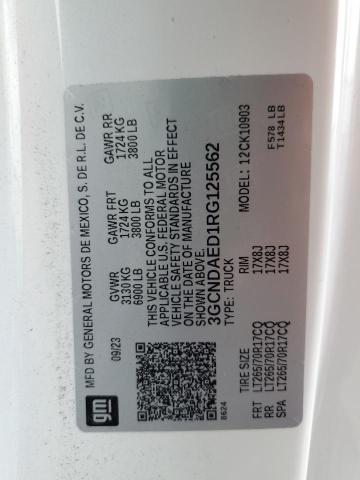 MFD BY GENERAL MOTORS DE MEXICO, S. DE R.L. DE C.V.
09/23 GVWR GAWR FRT GAWR RR
3130 KG 1724 KG 1724 KG
6900 LB 3800 LB 3800 LB
THIS VEHICLE CONFORMS TO ALL
APPLICABLE U.S. FEDERAL MOTOR
VEHICLE SAFETY STANDARDS IN EFFECT
ON THE DATE OF MANUFACTURE
SHOWN ABOVE.
3GCNDAED1RG125562
TYPE: TRUCK MODEL: 12CK10903
TIRE SIZE RIM
FRT LT265/70R17CQ 17X8J F578 LB
RR LT265/70R17CQ 17X8J T1434LB
SPA LT265/70R17CQ 17X8J
gm
8624